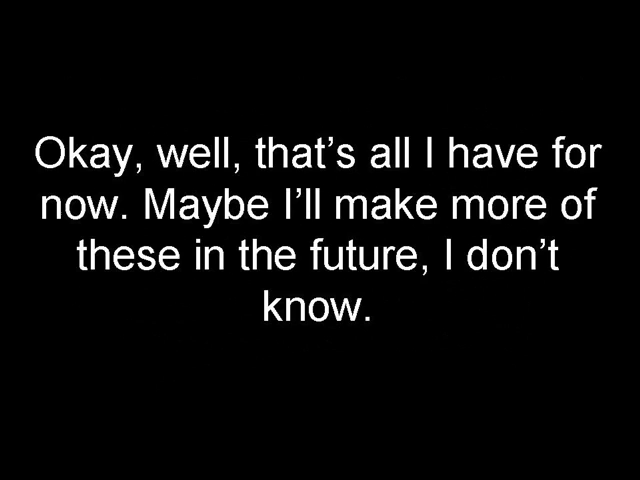 Okay, well, that’s all I have for
now. Maybe I’ll make more of
these in the future, I don’t
know.